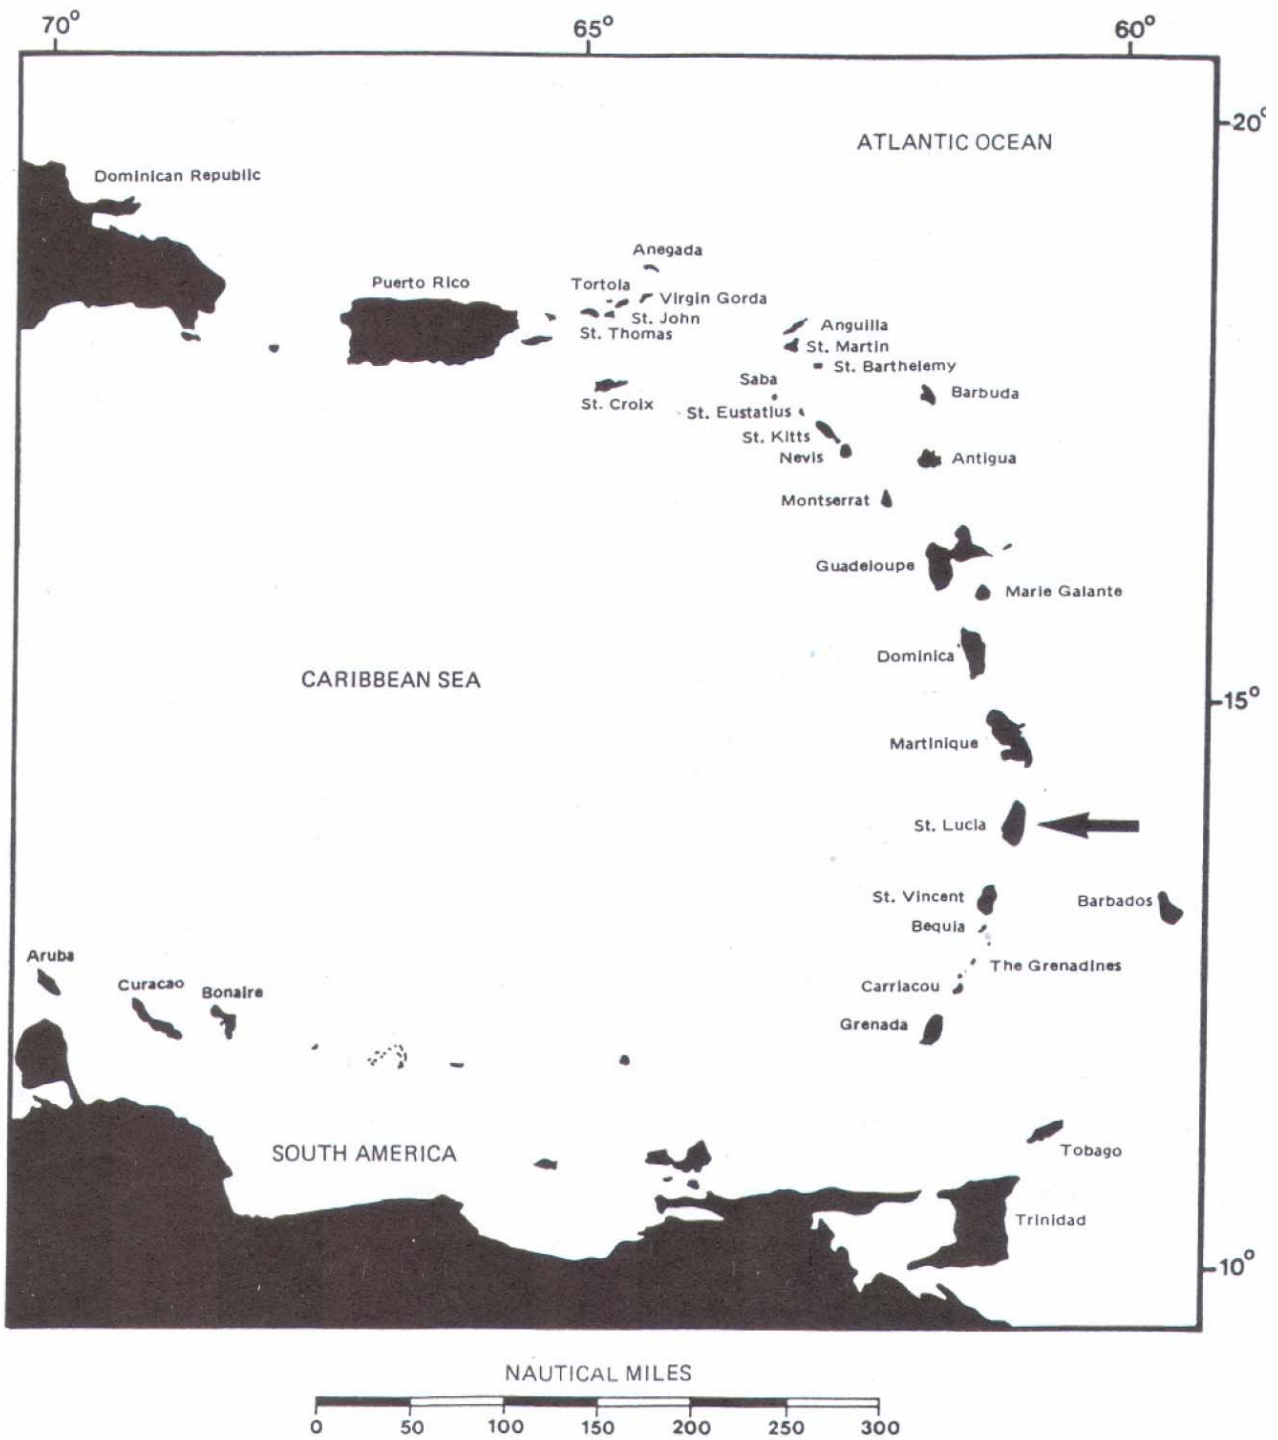 70° 65° 60°
20°
ATLANTIC OCEAN
Dominican Republic
Anegada
Puerto Rico
Tortola
Virgin Gorda
St. John
St. Thomas
Anguilla
St. Martin
St. Barthelemy
Saba
Barbuda
St. Croix
St. Eustatius
St. Kitts
Nevis
Antigua
Montserrat
Guadeloupe
Marie Galante
Dominica
CARIBBEAN SEA
15°
Martinique
St. Lucia
St. Vincent
Barbados
Bequia
Aruba
The Grenadines
Curacao
Bonaire
Carriacou
Grenada
SOUTH AMERICA
Tobago
Trinidad
10°
NAUTICAL MILES
0 50 100 150 200 250 300